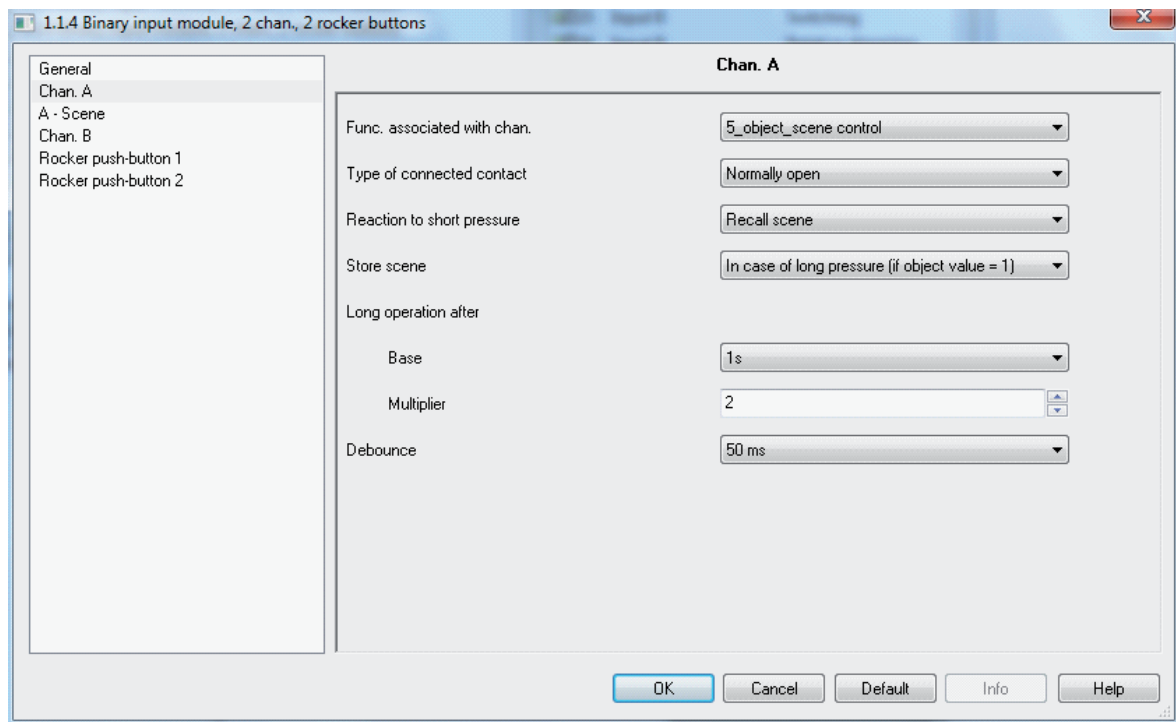 1.1.4 Binary input module, 2 chan., 2 rocker buttons
General
Chan. A
A - Scene
Chan. B
Rocker push-button 1
Rocker push-button 2
Chan. A
Func. associated with chan. 5_object_scene control
Type of connected contact Normally open
Reaction to short pressure Recall scene
Store scene In case of long pressure (if object value = 1)
Long operation after
Base 1s
Multiplier 2
Debounce 50 ms
OK Cancel Default Info Help